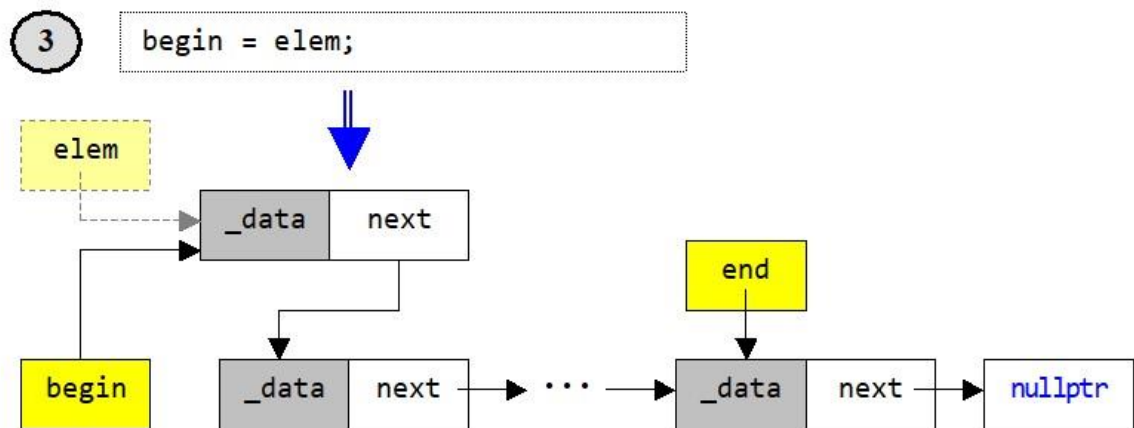 3 begin = elem;
elem
_data next
end
begin _data next ... _data next nullptr